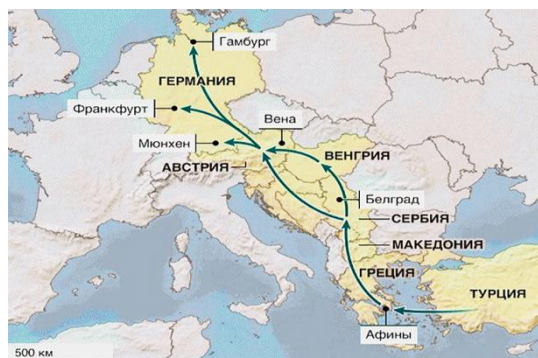 Гамбург
ГЕРМАНИЯ
Франкфурт
Вена
Мюнхен
ВЕНГРИЯ
АВСТРИЯ
Белград
СЕРБИЯ
МАКЕДОНИЯ
ГРЕЦИЯ
ТУРЦИЯ
Афины
500 км